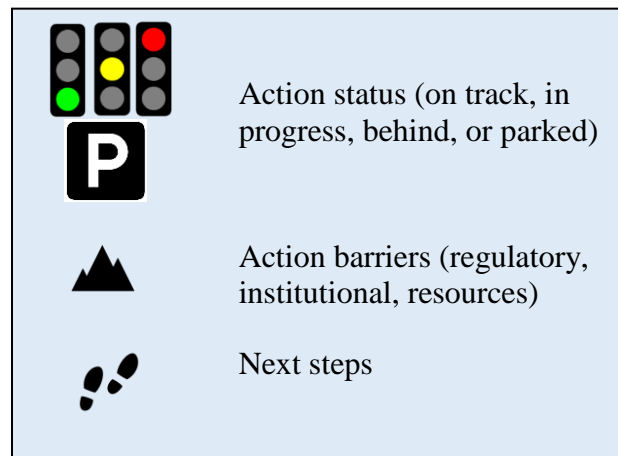 Action status (on track, in
progress, behind, or parked)
P
Action barriers (regulatory,
institutional, resources)
Next steps